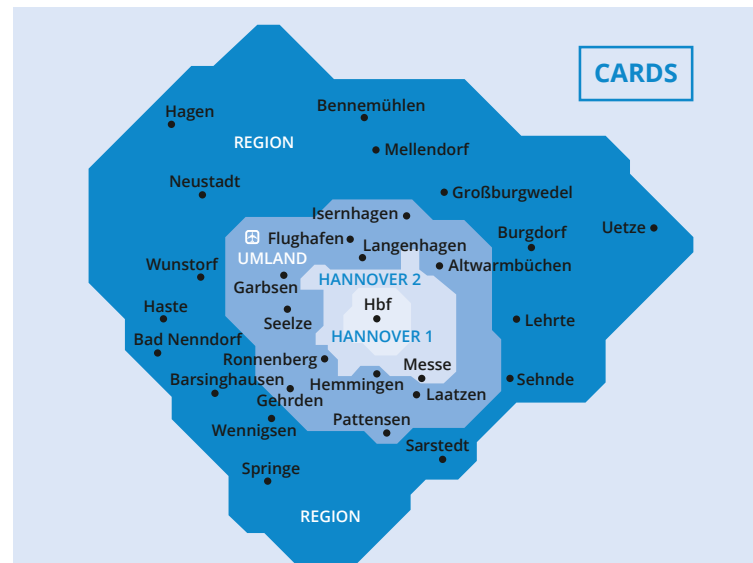 CARDS
Hagen
Bennemühlen
REGION
Mellendorf
Neustadt
Großburgwedel
Isernhagen
Uetze
Burgdorf
Flughafen
Langenhagen
UMLAND
Wunstorf
Altwarmbüchen
HANNOVER 2
Garbsen
Hbf
Haste
Seelze
Lehrte
HANNOVER 1
Bad Nenndorf
Ronnenberg
Messe
Barsinghausen
Hemmingen
Sehnde
Gehrden
Laatzen
Pattensen
Wennigsen
Sarstedt
Springe
REGION